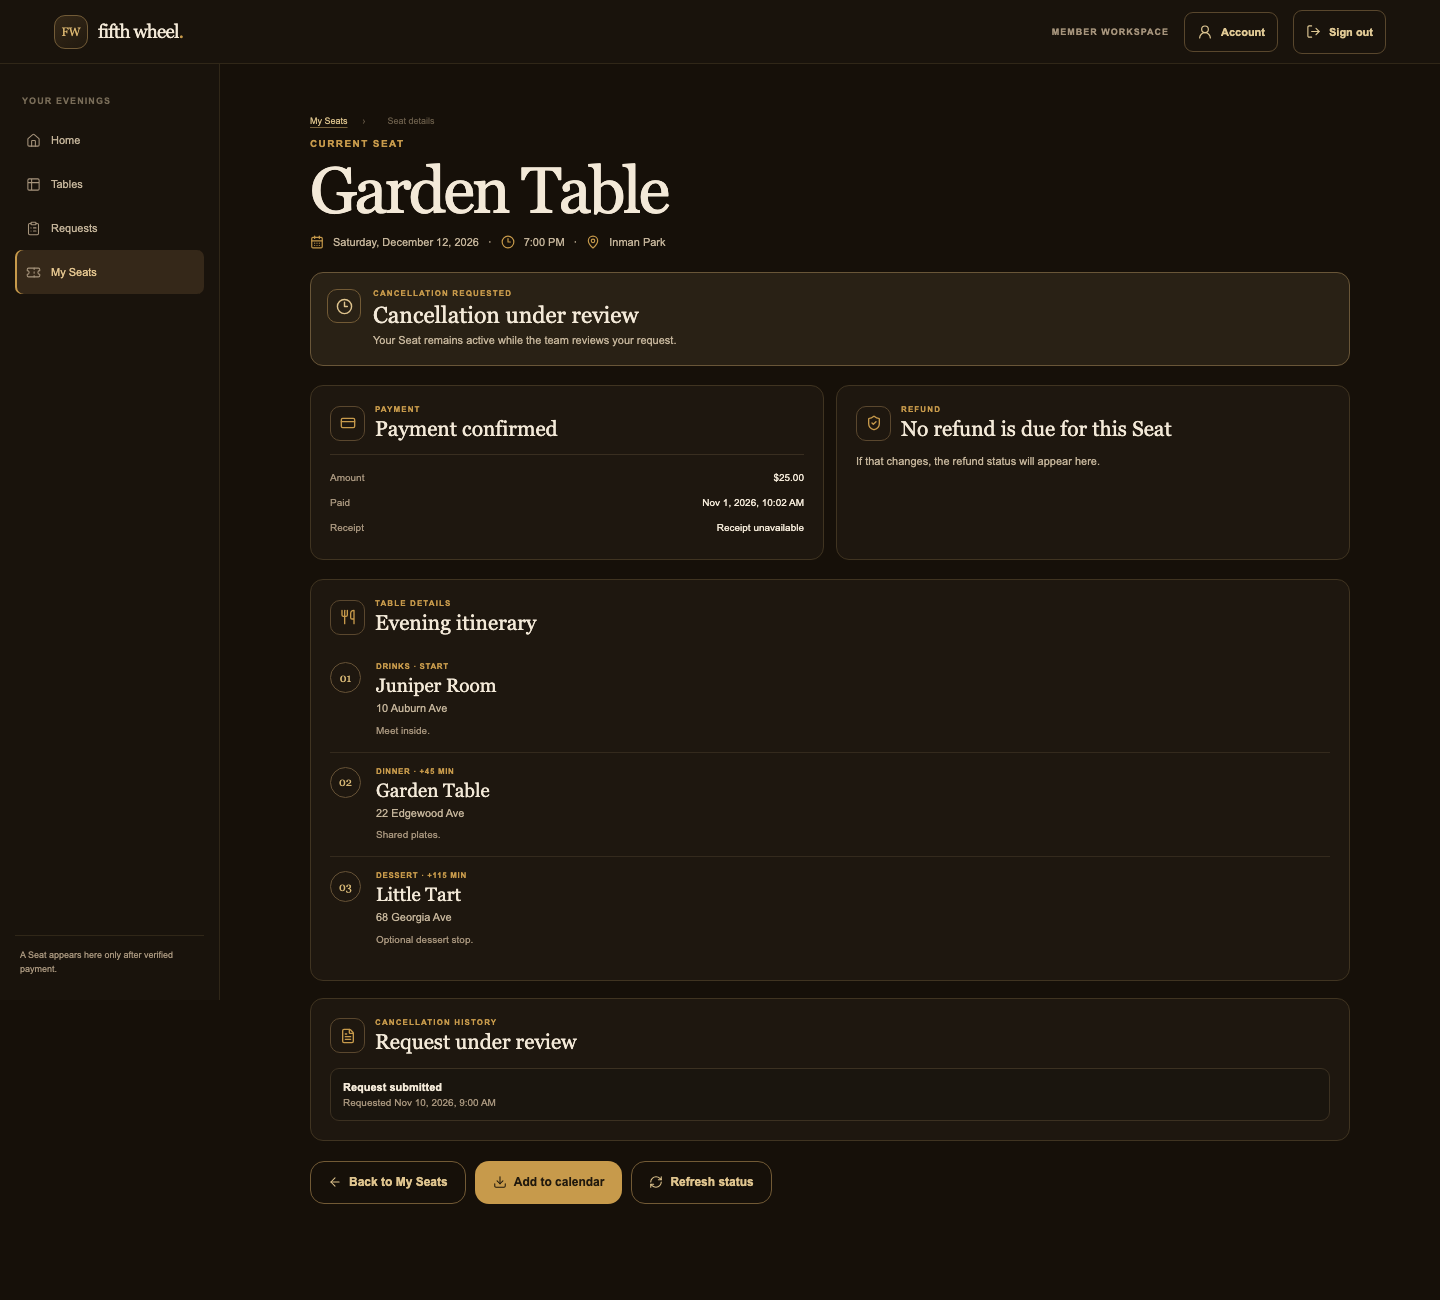 FW
fifth wheel.
MEMBER WORKSPACE
Account
Sign out
YOUR EVENINGS
Home
Tables
Requests
My Seats
A Seat appears here only after verified
payment.
My Seats › Seat details
CURRENT SEAT
Garden Table
Saturday, December 12, 2026 · 7:00 PM · Inman Park
CANCELLATION REQUESTED
Cancellation under review
Your Seat remains active while the team reviews your request.
PAYMENT
Payment confirmed
Amount $25.00
Paid Nov 1, 2026, 10:02 AM
Receipt Receipt unavailable
REFUND
No refund is due for this Seat
If that changes, the refund status will appear here.
TABLE DETAILS
Evening itinerary
01
DRINKS · START
Juniper Room
10 Auburn Ave
Meet inside.
02
DINNER · +45 MIN
Garden Table
22 Edgewood Ave
Shared plates.
03
DESSERT · +115 MIN
Little Tart
68 Georgia Ave
Optional dessert stop.
CANCELLATION HISTORY
Request under review
Request submitted
Requested Nov 10, 2026, 9:00 AM
Back to My Seats
Add to calendar
Refresh status